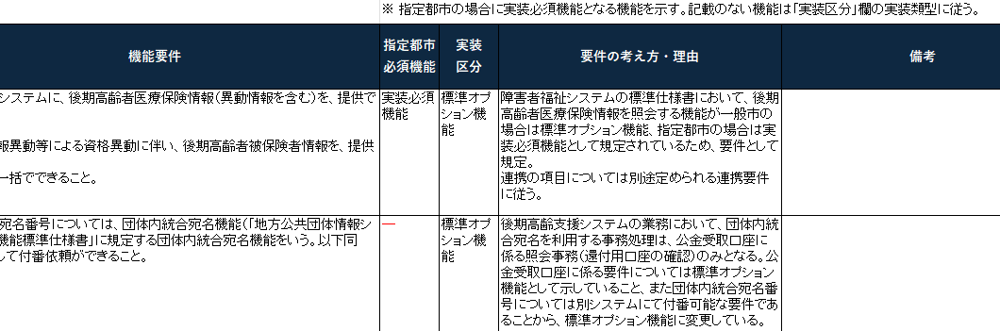 ※ 指定都市の場合に実装必須機能となる機能を示す。記載のない機能は「実装区分」欄の実装類型に従う。
機能要件
指定都市
必須機能
実装
区分
要件の考え方・理由
備考
システムに、後期高齢者医療保険情報(異動情報を含む)を、提供で
報異動等による資格異動に伴い、後期高齢者被保険者情報を、提供
一括でできること。
実装必須
機能
標準オプ
ション機
能
障害者福祉システムの標準仕様書において、後期
高齢者医療保険情報を照会する機能が一般市の
場合は標準オプション機能、指定都市の場合は実
装必須機能として規定されているため、要件として
規定。
連携の項目については別途定められる連携要件
に従う。
宛名番号については、団体内統合宛名機能(「地方公共団体情報シ
機能標準仕様書」に規定する団体内統合宛名機能をいう。以下同
して付番依頼ができること。
―
標準オプ
ション機
能
後期高齢支援システムの業務において、団体内統
合宛名を利用する事務処理は、公金受取口座に
係る照会事務(還付用口座の確認)のみとなる。公
金受取口座に係る要件については標準オプション
機能として示していること、また団体内統合宛名番
号については別システムにて付番可能な要件であ
ることから、標準オプション機能に変更している。